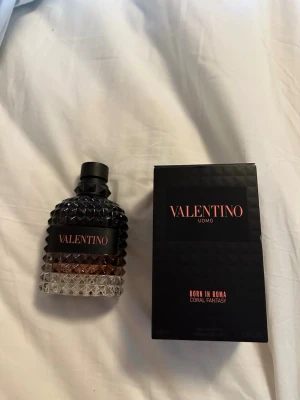 VALENTINO
VALENTINO
UOMO
BORN IN ROMA
CORAL FANTASY